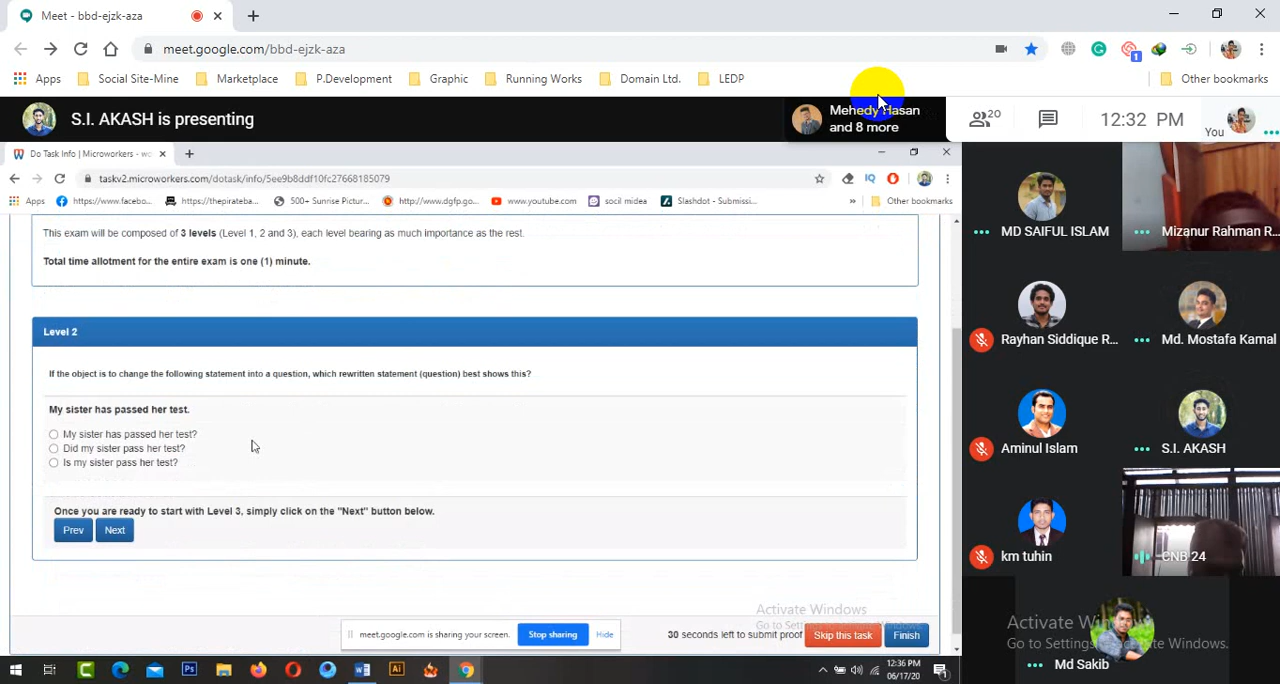 Meet - bbd-ejzk-aza
meet.google.com/bbd-ejzk-aza
1
Apps Social Site-Mine Marketplace P.Development Graphic Running Works Domain Ltd. LEDP Other bookmarks
S.I. AKASH is presenting
Mehedy Hasan
and 8 more
20
12:32 PM
You
Do Task Info | Microworkers - wo
taskv2.microworkers.com/dotask/info/5ee9b8ddf10fc27668185079
IQ
Apps https://www.facebo... https://thepirateba... 500+ Sunrise Pictur... http://www.dgfp.go... www.youtube.com socil midea Slashdot - Submissi... » Other bookmarks
This exam will be composed of 3 levels (Level 1, 2 and 3), each level bearing as much importance as the rest.
Total time allotment for the entire exam is one (1) minute.
Level 2
If the object is to change the following statement into a question, which rewritten statement (question) best shows this?
My sister has passed her test.
My sister has passed her test?
Did my sister pass her test?
Is my sister pass her test?
Once you are ready to start with Level 3, simply click on the "Next" button below.
Prev Next
Activate Windows
meet.google.com is sharing your screen. Stop sharing Hide
30 seconds left to submit proof Skip this task Finish
MD SAIFUL ISLAM
Mizanur Rahman R...
Rayhan Siddique R...
Md. Mostafa Kamal
Aminul Islam
S.I. AKASH
km tuhin
CNB 24
Activate Windows
Go to Settings to activate Windows.
Md Sakib
Ps
W
Ai
12:36 PM
06/17/20
1